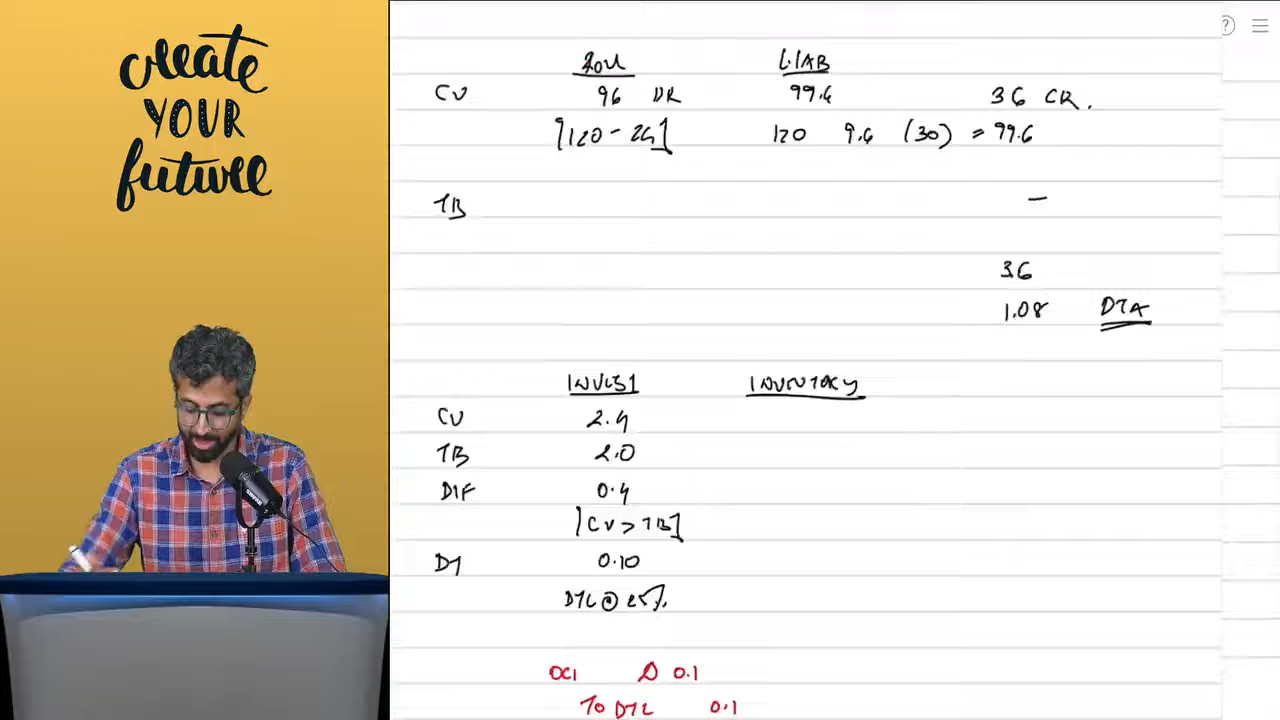 create
YOUR
future
ROU LIAB
CV 96 DR 99.6 36 CR.
[120 - 24] 120 9.6 (30) = 99.6
TB —
36
1.08 DTA
INVEST INVENTORY
CV 2.4
TB 2.0
DIF 0.4
[CV > TB]
DT 0.10
DTL @ 25%
OCI D 0.1
TO DTL 0.1
?